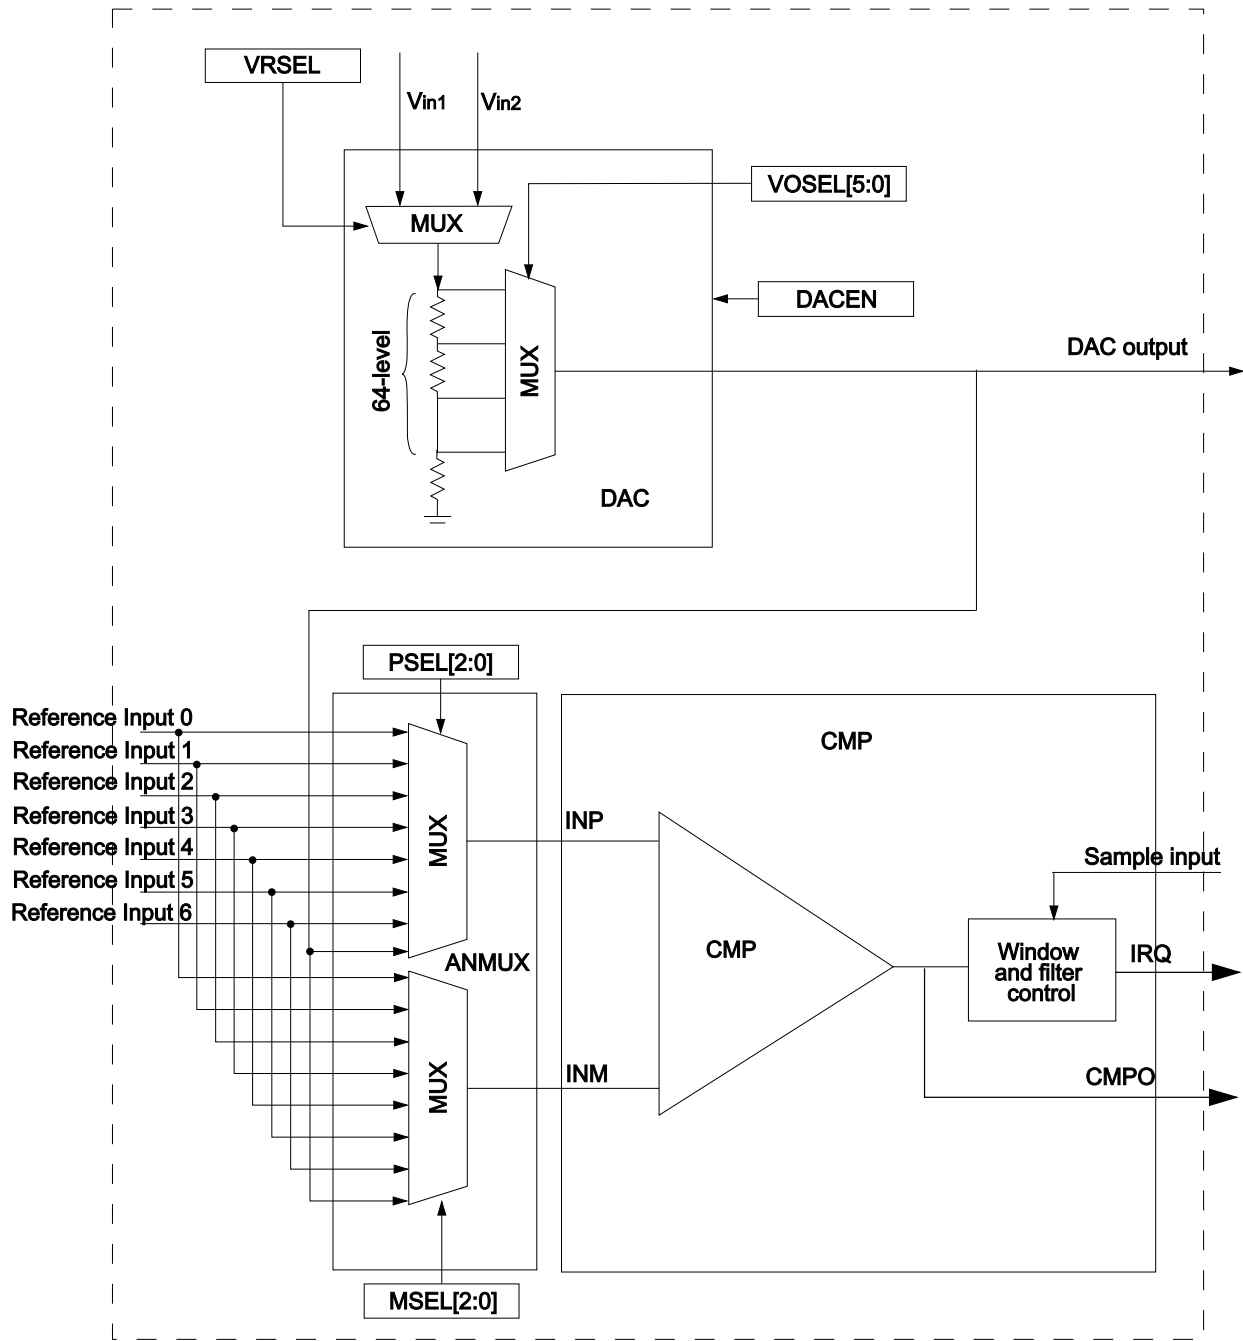 VRSEL
Vin1
Vin2
VOSEL[5:0]
MUX
DACEN
64-level
MUX
DAC output
DAC
PSEL[2:0]
Reference Input 0
Reference Input 1
Reference Input 2
Reference Input 3
Reference Input 4
Reference Input 5
Reference Input 6
MUX
ANMUX
MUX
MSEL[2:0]
CMP
INP
INM
CMP
Sample input
Window
and filter
control
IRQ
CMPO